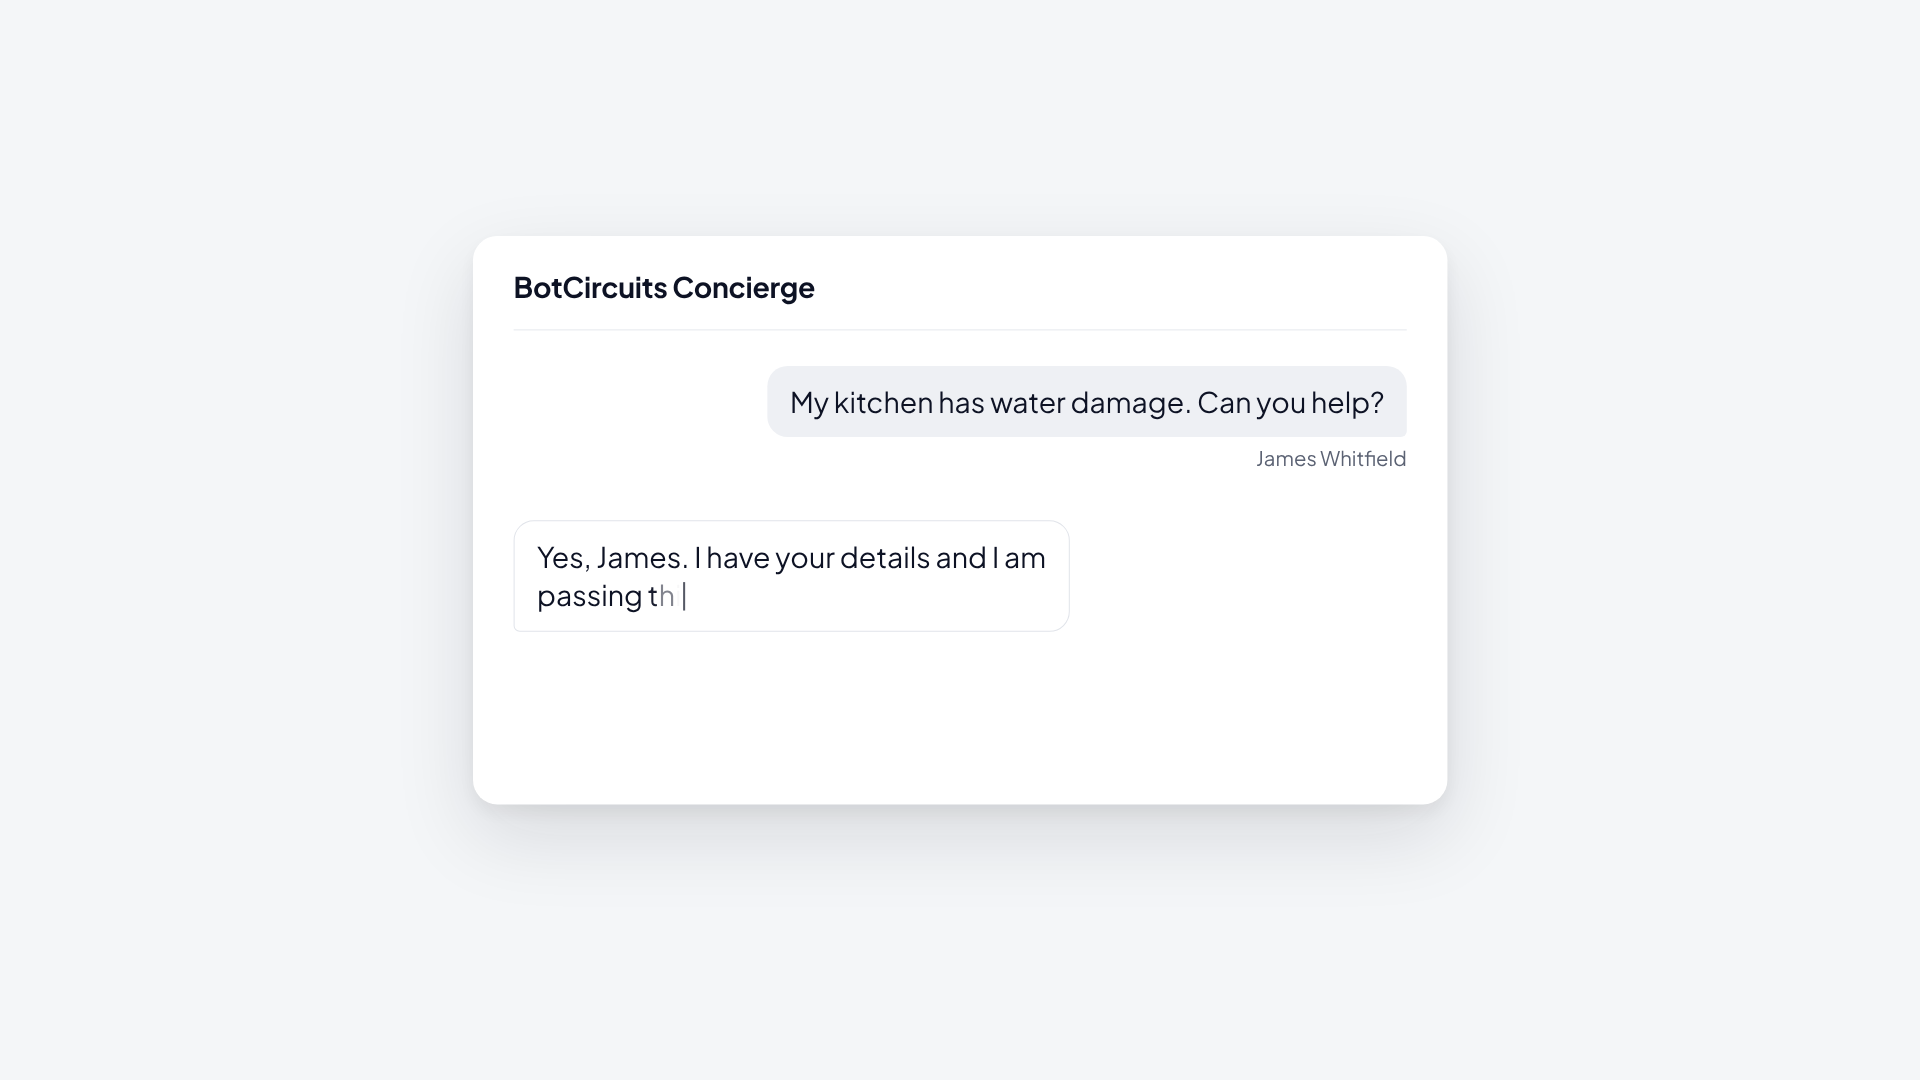 BotCircuits Concierge
My kitchen has water damage. Can you help?
James Whitfield
Yes, James. I have your details and I am
passing th